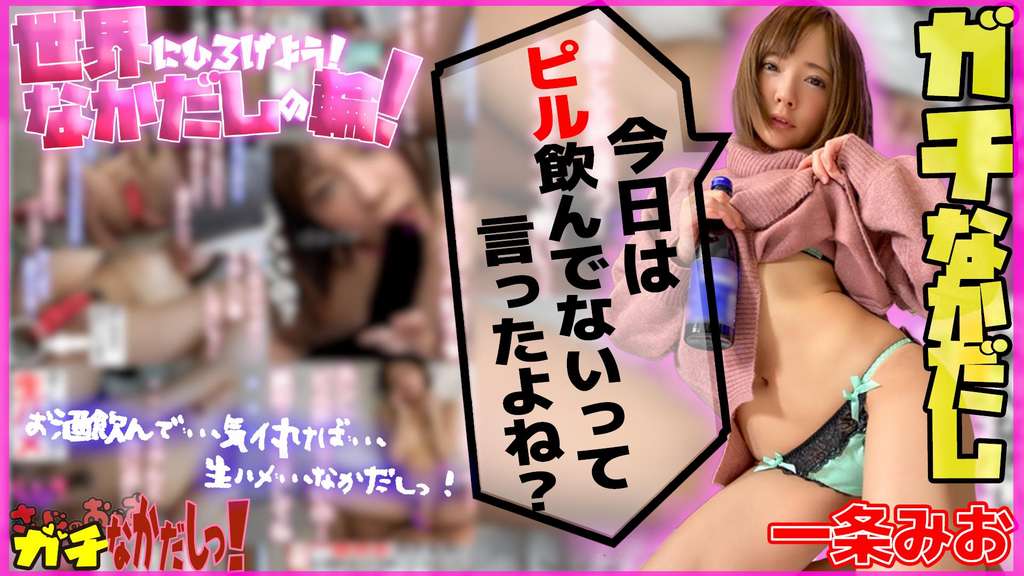 世界にひろげよう!
なかだしの輪!
今日は
ピル飲んでないって
言ったよね?
ガチなかだし
お酒飲んで…気イれば…
生ハメ…なかだしっ!
ガチなかだしっ!
一条みお